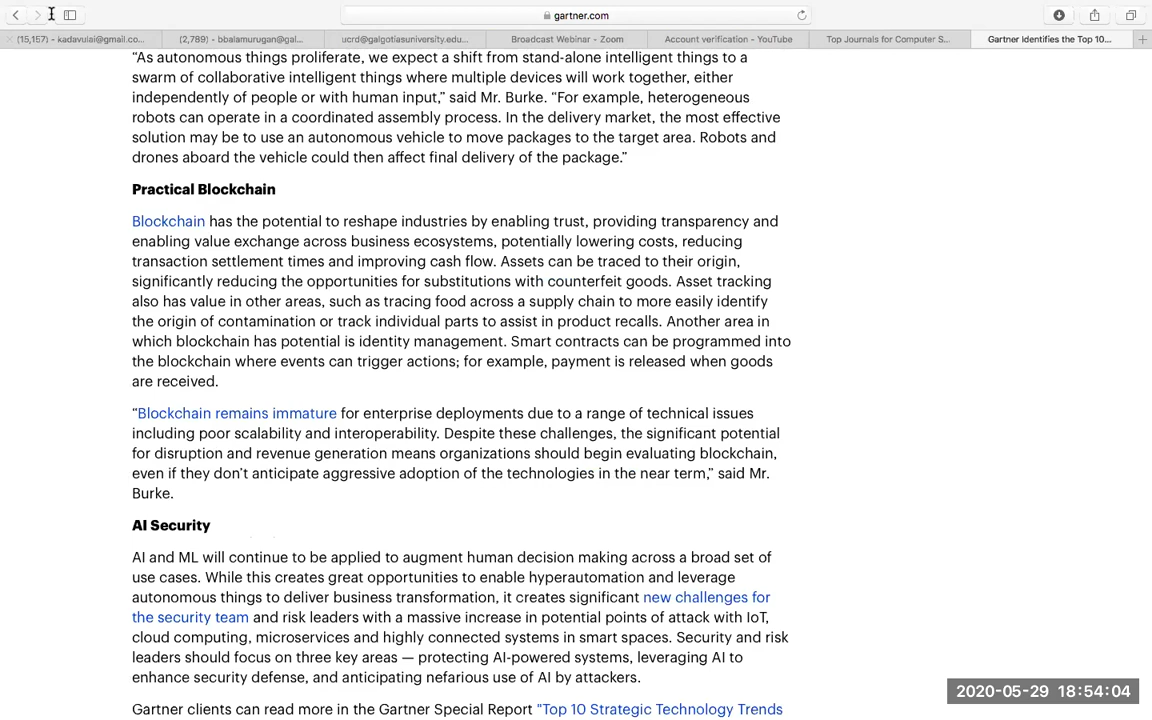 gartner.com
(15,157) - kadavulai@gmail.co...
(2,789) - bbalamurugan@gal...
ucrd@galgotiasuniversity.edu...
Broadcast Webinar - Zoom
Account verification - YouTube
Top Journals for Computer S...
Gartner Identifies the Top 10...
“As autonomous things proliferate, we expect a shift from stand-alone intelligent things to a
swarm of collaborative intelligent things where multiple devices will work together, either
independently of people or with human input,” said Mr. Burke. “For example, heterogeneous
robots can operate in a coordinated assembly process. In the delivery market, the most effective
solution may be to use an autonomous vehicle to move packages to the target area. Robots and
drones aboard the vehicle could then affect final delivery of the package.”
Practical Blockchain
Blockchain has the potential to reshape industries by enabling trust, providing transparency and
enabling value exchange across business ecosystems, potentially lowering costs, reducing
transaction settlement times and improving cash flow. Assets can be traced to their origin,
significantly reducing the opportunities for substitutions with counterfeit goods. Asset tracking
also has value in other areas, such as tracing food across a supply chain to more easily identify
the origin of contamination or track individual parts to assist in product recalls. Another area in
which blockchain has potential is identity management. Smart contracts can be programmed into
the blockchain where events can trigger actions; for example, payment is released when goods
are received.
“Blockchain remains immature for enterprise deployments due to a range of technical issues
including poor scalability and interoperability. Despite these challenges, the significant potential
for disruption and revenue generation means organizations should begin evaluating blockchain,
even if they don’t anticipate aggressive adoption of the technologies in the near term,” said Mr.
Burke.
AI Security
AI and ML will continue to be applied to augment human decision making across a broad set of
use cases. While this creates great opportunities to enable hyperautomation and leverage
autonomous things to deliver business transformation, it creates significant new challenges for
the security team and risk leaders with a massive increase in potential points of attack with IoT,
cloud computing, microservices and highly connected systems in smart spaces. Security and risk
leaders should focus on three key areas — protecting AI-powered systems, leveraging AI to
enhance security defense, and anticipating nefarious use of AI by attackers.
Gartner clients can read more in the Gartner Special Report "Top 10 Strategic Technology Trends
2020-05-29 18:54:04